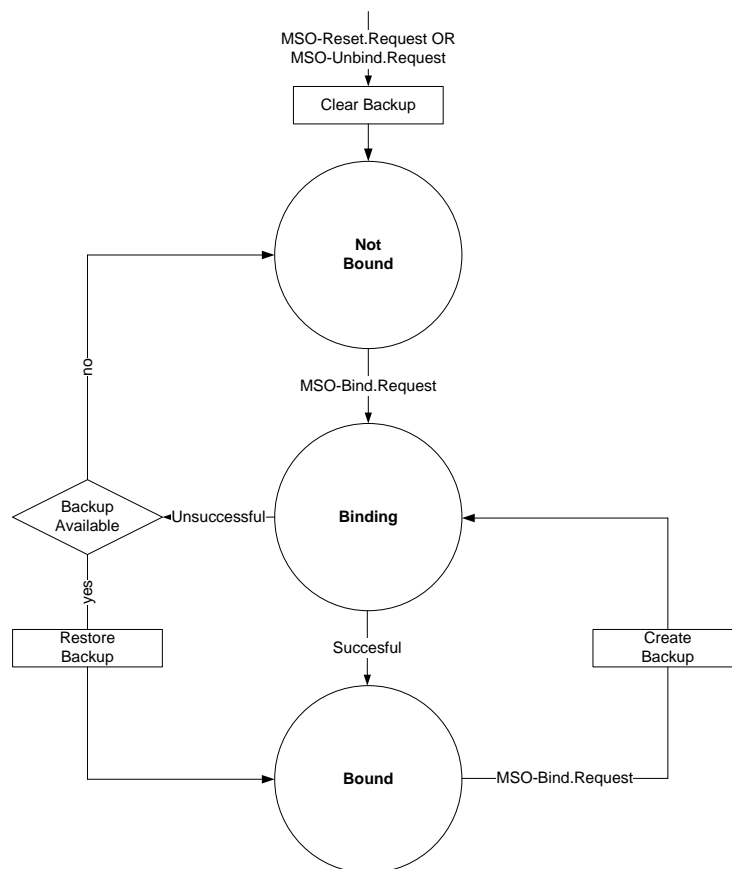 MSO-Reset.Request OR
MSO-Unbind.Request
Clear Backup
Not
Bound
no
MSO-Bind.Request
Backup
Available
Unsuccessful
Binding
yes
Restore
Backup
Succesful
Create
Backup
Bound
MSO-Bind.Request